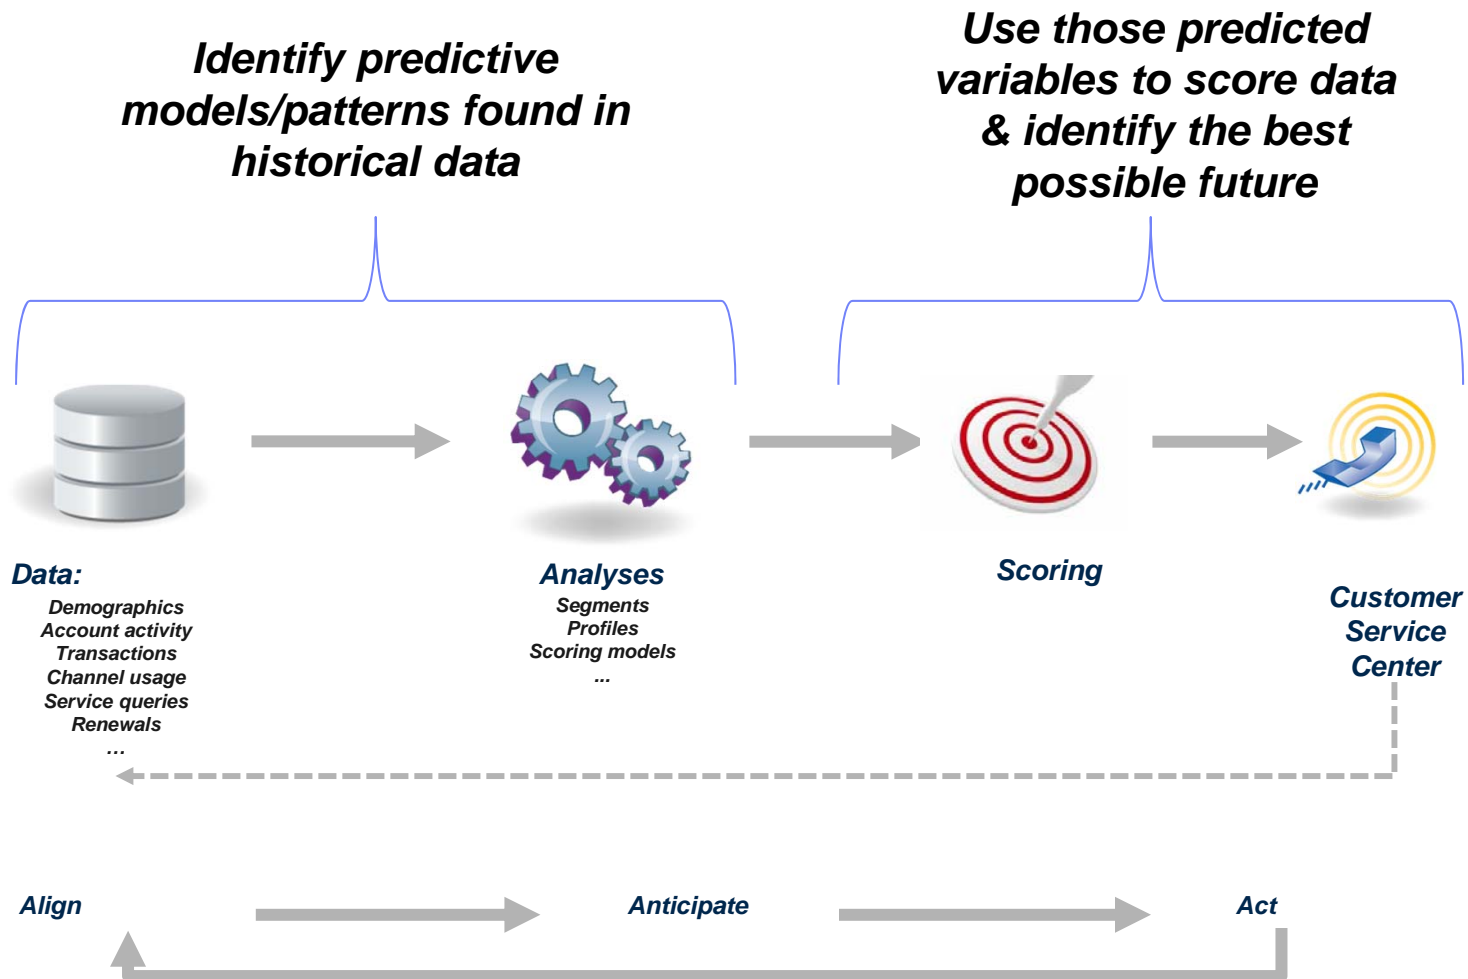 Identify predictive
models/patterns found in
historical data
Use those predicted
variables to score data
& identify the best
possible future
Data:
Demographics
Account activity
Transactions
Channel usage
Service queries
Renewals
...
Analyses
Segments
Profiles
Scoring models
...
Scoring
Customer
Service
Center
Align
Anticipate
Act